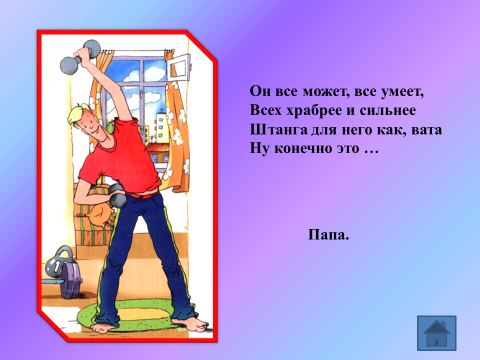 Он все может, все умеет,
Всех храбрее и сильнее
Штанга для него как, вата
Ну конечно это …
Папа.